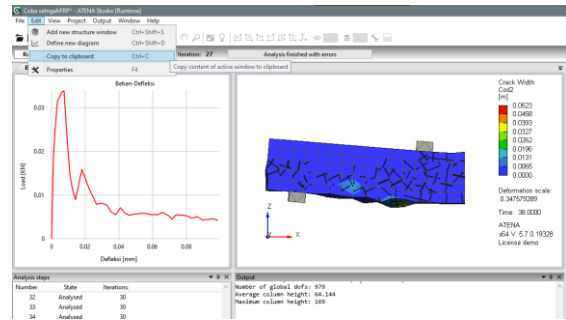 Coba setngahFRP* - ATENA Studio [Runtime]
File Edit View Project Output Window Help
Add new structure window Ctrl+Shift+S
Define new diagram Ctrl+Shift+D
Copy to clipboard Ctrl+C
Properties F4
Iteration: 27
Analysis finished with errors
Copy content of active window to clipboard
Beban-Defleksi
Load [KN]
0.03
0.02
0.01
0
0 0.02 0.04 0.06 0.08
Defleksi [mm]
Z
X
Crack Width
Cod2
[m]
0.0523
0.0458
0.0393
0.0327
0.0262
0.0196
0.0131
0.0065
0.0000
Deformation scale
0.347579289
Time: 38.0000
ATENA
x64 V. 5.7.0.19328
License demo
Analysis steps
Number State Iterations
32 Analysed 30
33 Analysed 30
34 Analysed 30
Output
Number of global dofs: 979
Average column height: 64.144
Maximum column height: 169